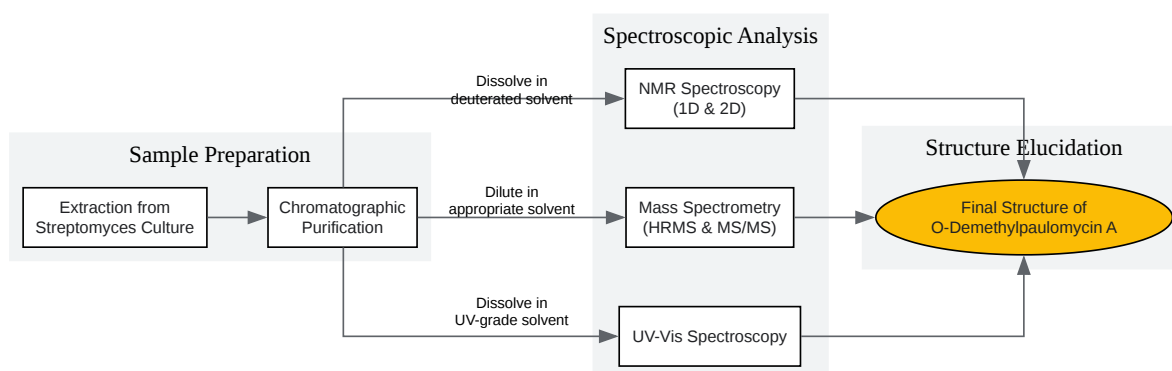 Spectroscopic Analysis
Dissolve in
deuterated solvent
NMR Spectroscopy
(1D & 2D)
Sample Preparation
Structure Elucidation
Extraction from
Streptomyces Culture
Chromatographic
Purification
Dilute in
appropriate solvent
Mass Spectrometry
(HRMS & MS/MS)
Final Structure of
O-Demethylpaulomycin A
Dissolve in
UV-grade solvent
UV-Vis Spectroscopy